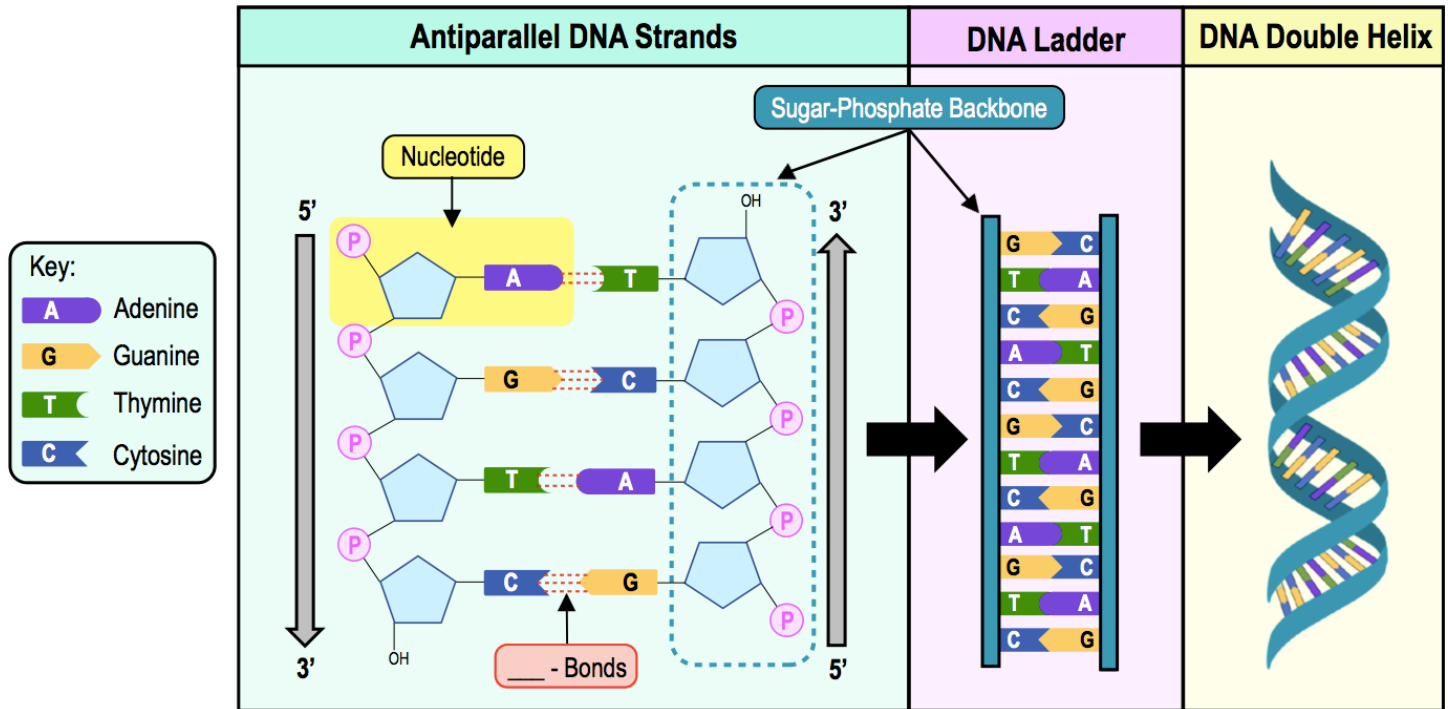 Antiparallel DNA Strands
DNA Ladder
DNA Double Helix
Sugar-Phosphate Backbone
Nucleotide
5’
3’
OH
P
A
T
P
P
G
C
P
P
T
A
P
P
C
G
P
OH
3’
5’
___ - Bonds
Key:
A Adenine
G Guanine
T Thymine
C Cytosine
G C
T A
C G
A T
C G
G C
T A
C G
A T
G C
T A
C G